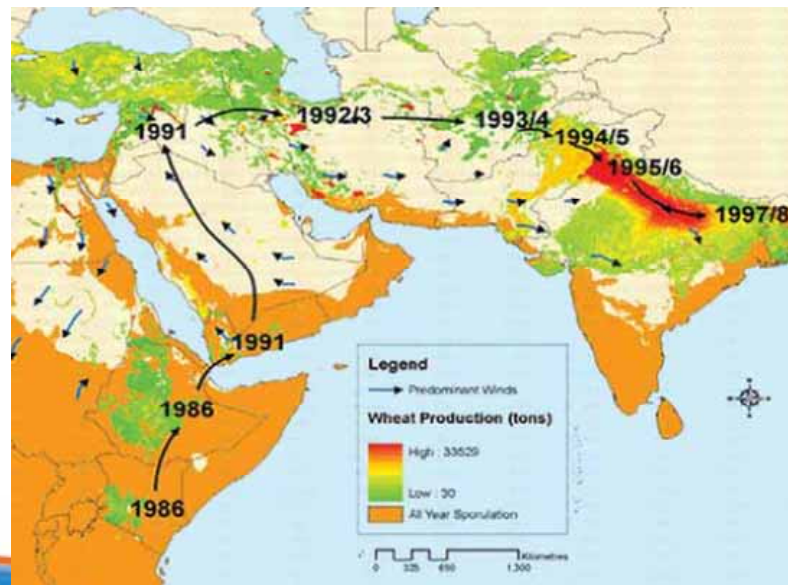 1991
1992/3
1993/4
1994/5
1995/6
1997/8
1991
1986
1986
Legend
Predominant Winds
Wheat Production (tons)
High : 33529
Low : 30
All Year Sporulation
Kilometres
0 325 650 1,300